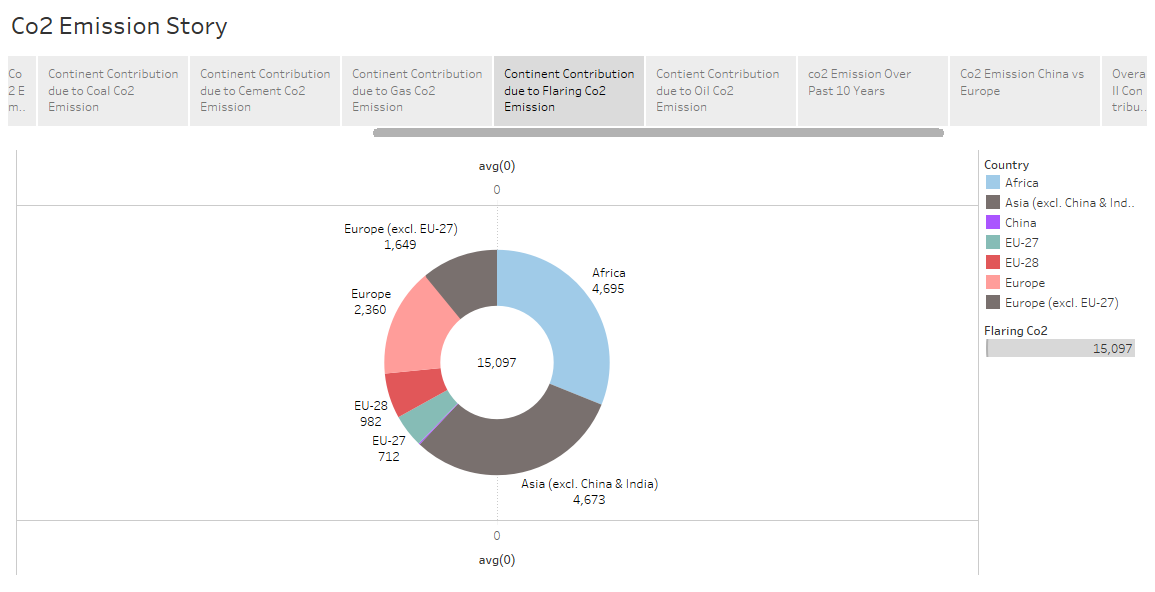 Co2 Emission Story
Co
2 E
m..
Continent Contribution
due to Coal Co2
Emission
Continent Contribution
due to Cement Co2
Emission
Continent Contribution
due to Gas Co2
Emission
Continent Contribution
due to Flaring Co2
Emission
Contient Contribution
due to Oil Co2
Emission
co2 Emission Over
Past 10 Years
Co2 Emission China vs
Europe
Overa
ll Con
tribu..
avg(0)
0
Europe (excl. EU-27)
1,649
Africa
4,695
Europe
2,360
15,097
EU-28
982
EU-27
712
Asia (excl. China & India)
4,673
0
avg(0)
Country
Africa
Asia (excl. China & Ind..
China
EU-27
EU-28
Europe
Europe (excl. EU-27)
Flaring Co2
15,097